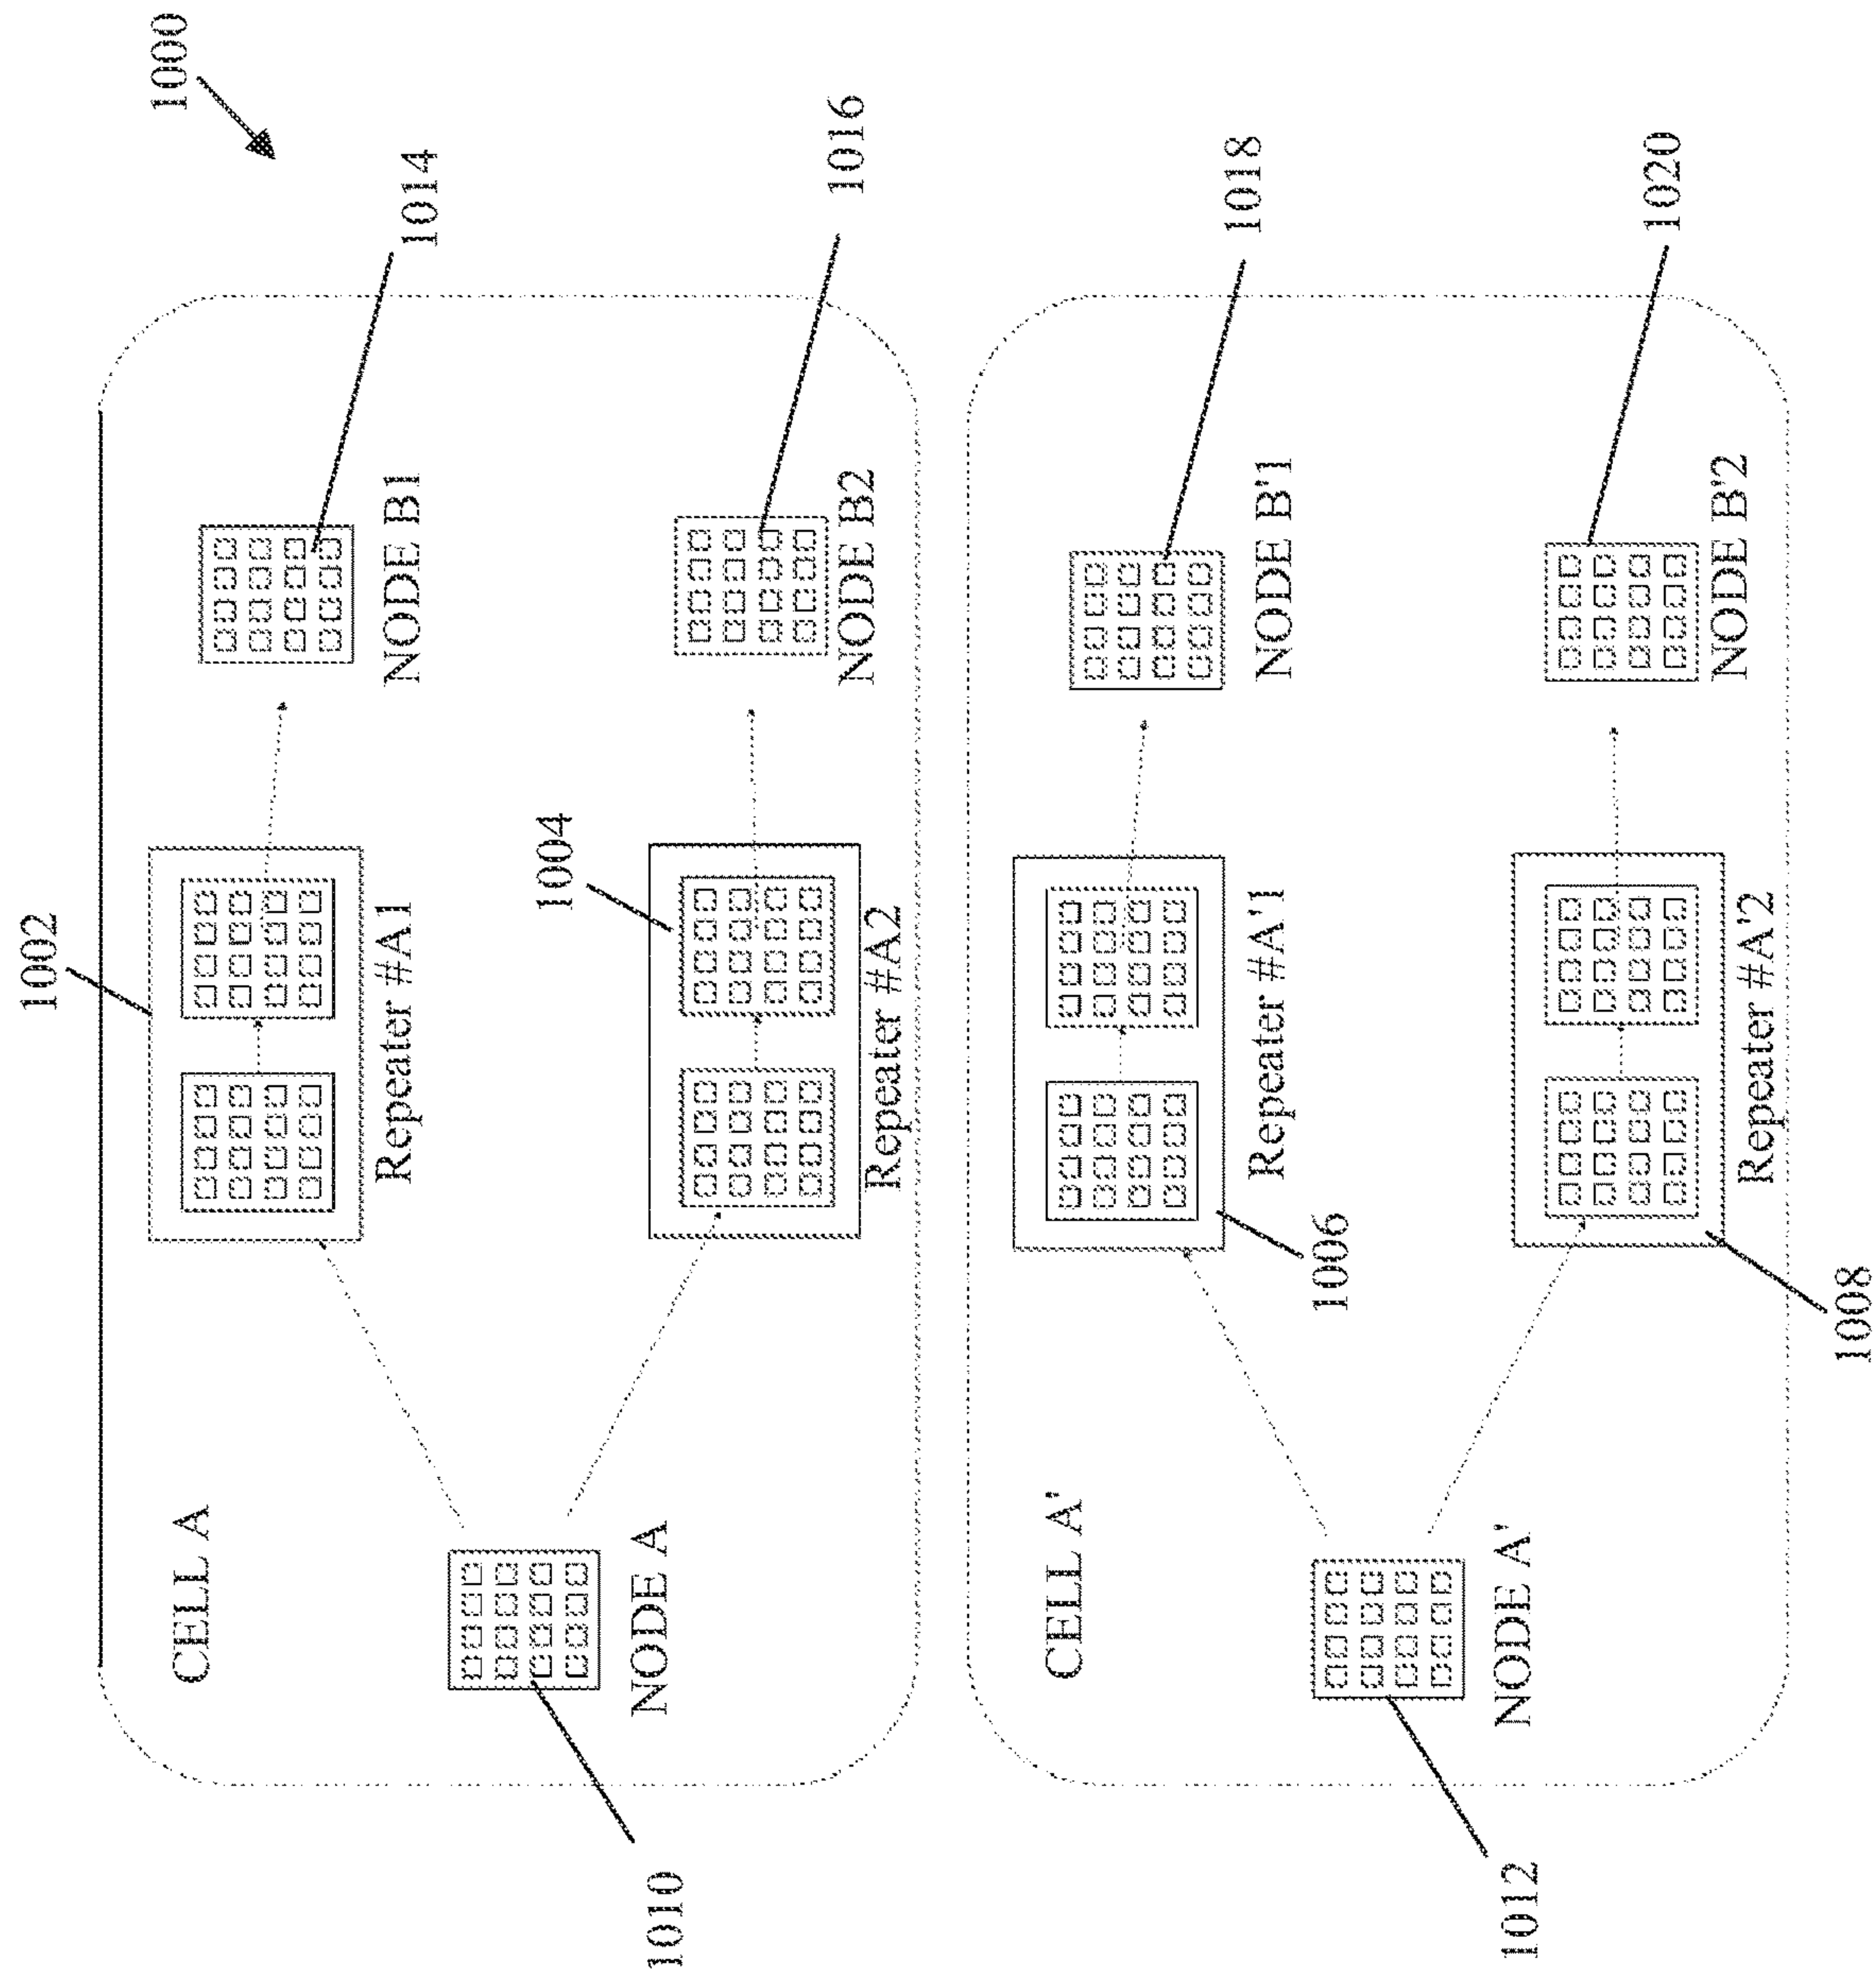 1000
1002
1014
CELL A
Repeater #A1
NODE B1
1004
1016
NODE A
Repeater #A2
NODE B2
1010
CELL A'
Repeater #A'1
NODE B'1
1018
1006
NODE A'
Repeater #A'2
NODE B'2
1020
1012
1008